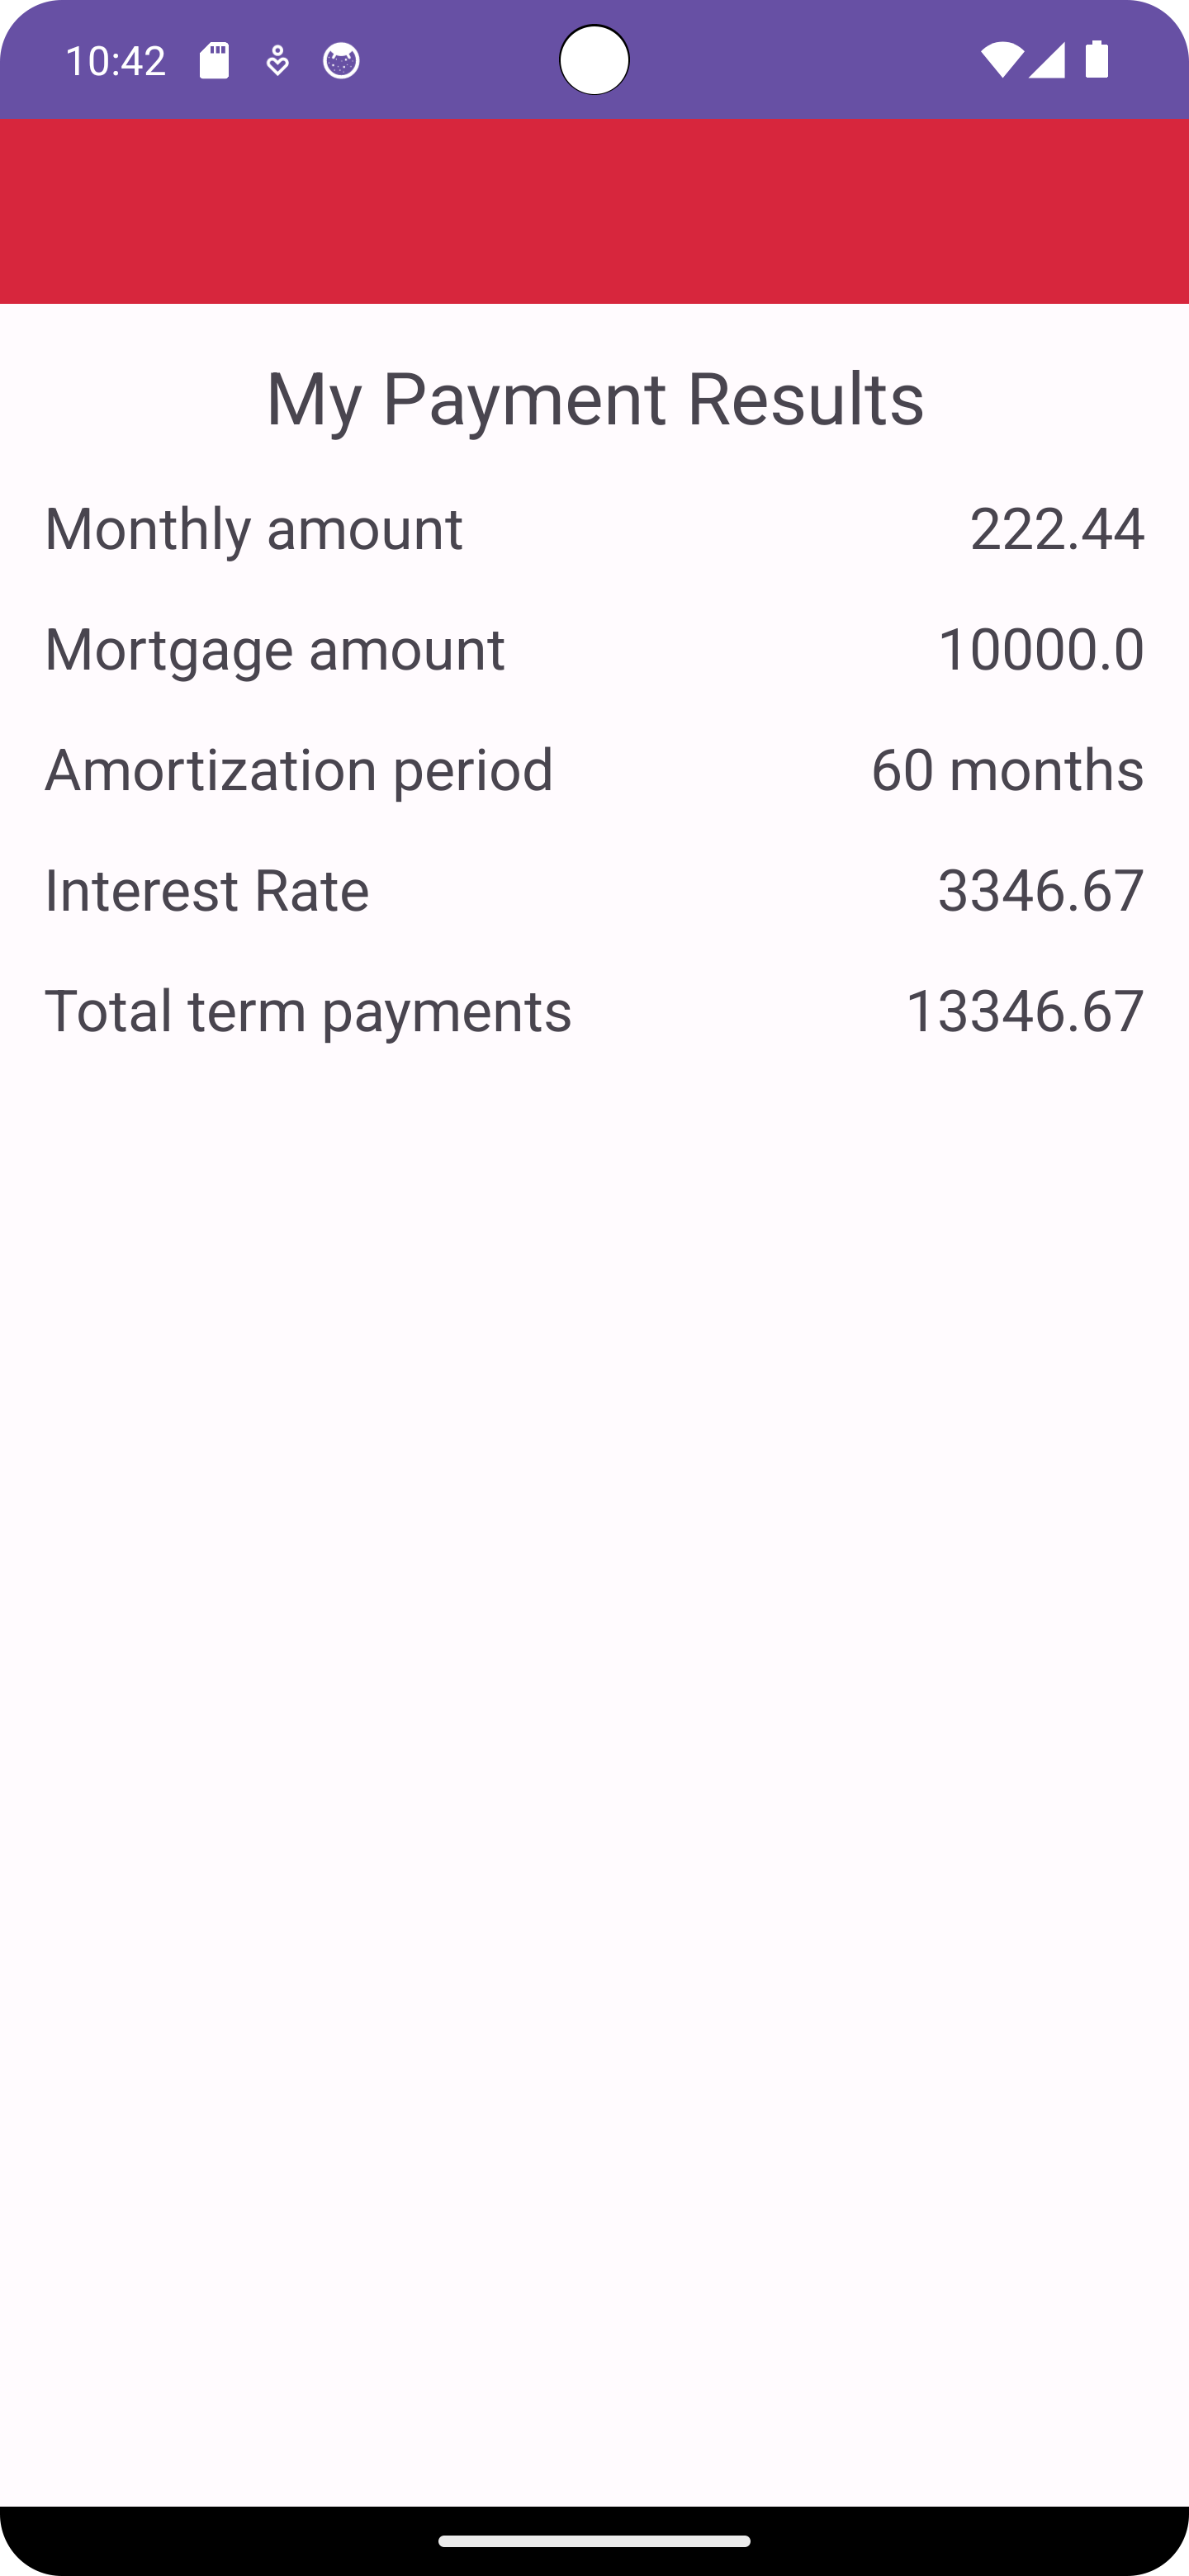 10:42
My Payment Results
Monthly amount 222.44
Mortgage amount 10000.0
Amortization period 60 months
Interest Rate 3346.67
Total term payments 13346.67